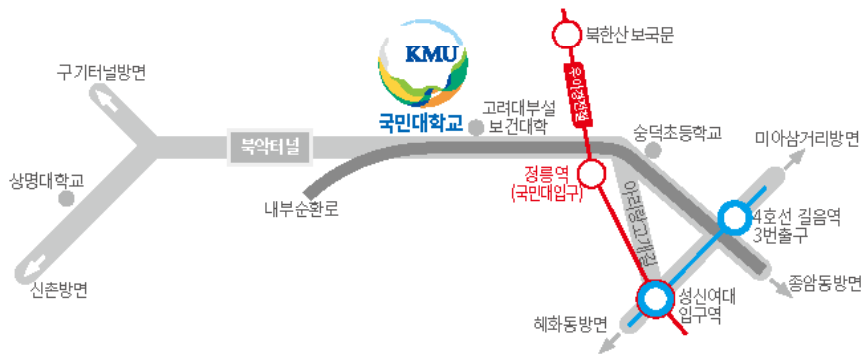 북한산 보국문
KMU
국민대학교
구기터널방면
우이경전철
고려대부설
보건대학
숭덕초등학교
미아삼거리방면
북악터널
상명대학교
정릉역
(국민대입구)
내부순환로
아리랑고개길
4호선 길음역
3번출구
신촌방면
성신여대
입구역
종암동방면
혜화동방면